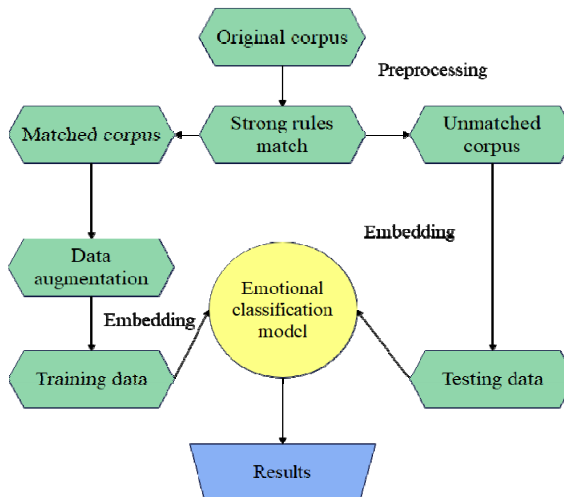 Original corpus
Preprocessing
Matched corpus
Strong rules
match
Unmatched
corpus
Embedding
Data
augmentation
Emotional
classification
model
Embedding
Training data
Testing data
Results